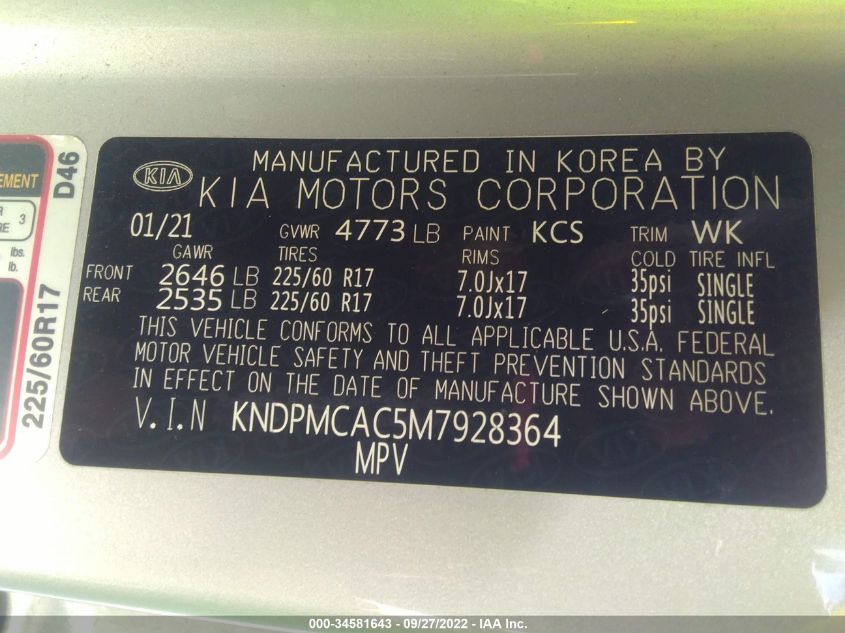 MANUFACTURED IN KOREA BY
KIA KIA MOTORS CORPORATION
01/21 GVWR 4773 LB PAINT KCS TRIM WK
GAWR TIRES RIMS COLD TIRE INFL
FRONT 2646 LB 225/60 R17 7.0Jx17 35psi SINGLE
REAR 2535 LB 225/60 R17 7.0Jx17 35psi SINGLE
THIS VEHICLE CONFORMS TO ALL APPLICABLE U.S.A. FEDERAL
MOTOR VEHICLE SAFETY AND THEFT PREVENTION STANDARDS
IN EFFECT ON THE DATE OF MANUFACTURE SHOWN ABOVE.
V.I.N KNDPMCAC5M7928364
MPV
D46
225/60R17
3
lbs.
lb.
000-34581643 - 09/27/2022 - IAA Inc.